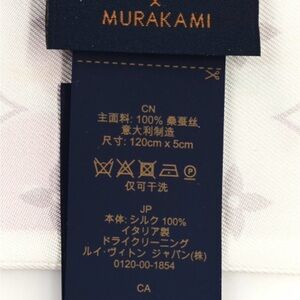 ×
MURAKAMI
CN
主面料: 100% 桑蚕丝
意大利制造
尺寸: 120cm x 5cm
仅可干洗
JP
本体: シルク 100%
イタリア製
ドライクリーニング
ルイ・ヴィトン ジャパン(株)
0120-00-1854
CA